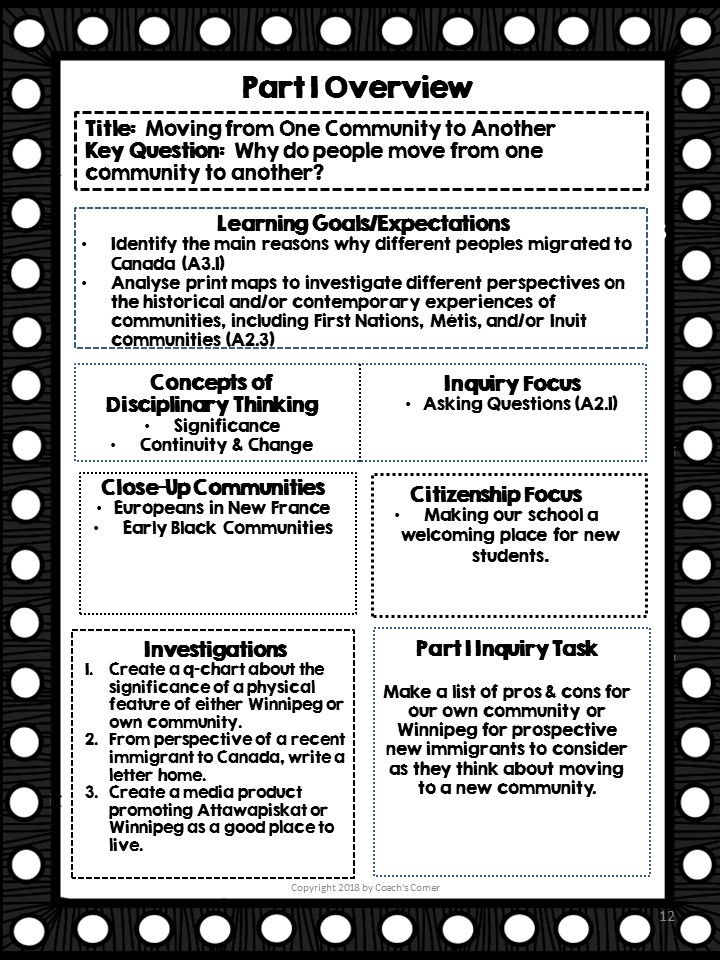 Part 1 Overview
Title:  Moving from One Community to Another
Key Question:  Why do people move from one
community to another?
Learning Goals/Expectations
• Identify the main reasons why different peoples migrated to
Canada (A3.1)
• Analyse print maps to investigate different perspectives on
the historical and/or contemporary experiences of
communities, including First Nations, Métis, and/or Inuit
communities (A2.3)
Concepts of
Disciplinary Thinking
• Significance
• Continuity & Change
Inquiry Focus
• Asking Questions (A2.1)
Close-Up Communities
• Europeans in New France
• Early Black Communities
Citizenship Focus
• Making our school a
welcoming place for new
students.
Investigations
1. Create a q-chart about the
significance of a physical
feature of either Winnipeg or
own community.
2. From perspective of a recent
immigrant to Canada, write a
letter home.
3. Create a media product
promoting Attawapiskat or
Winnipeg as a good place to
live.
Part 1 Inquiry Task
Make a list of pros & cons for
our own community or
Winnipeg for prospective
new immigrants to consider
as they think about moving
to a new community.
Copyright 2018 by Coach's Corner
12